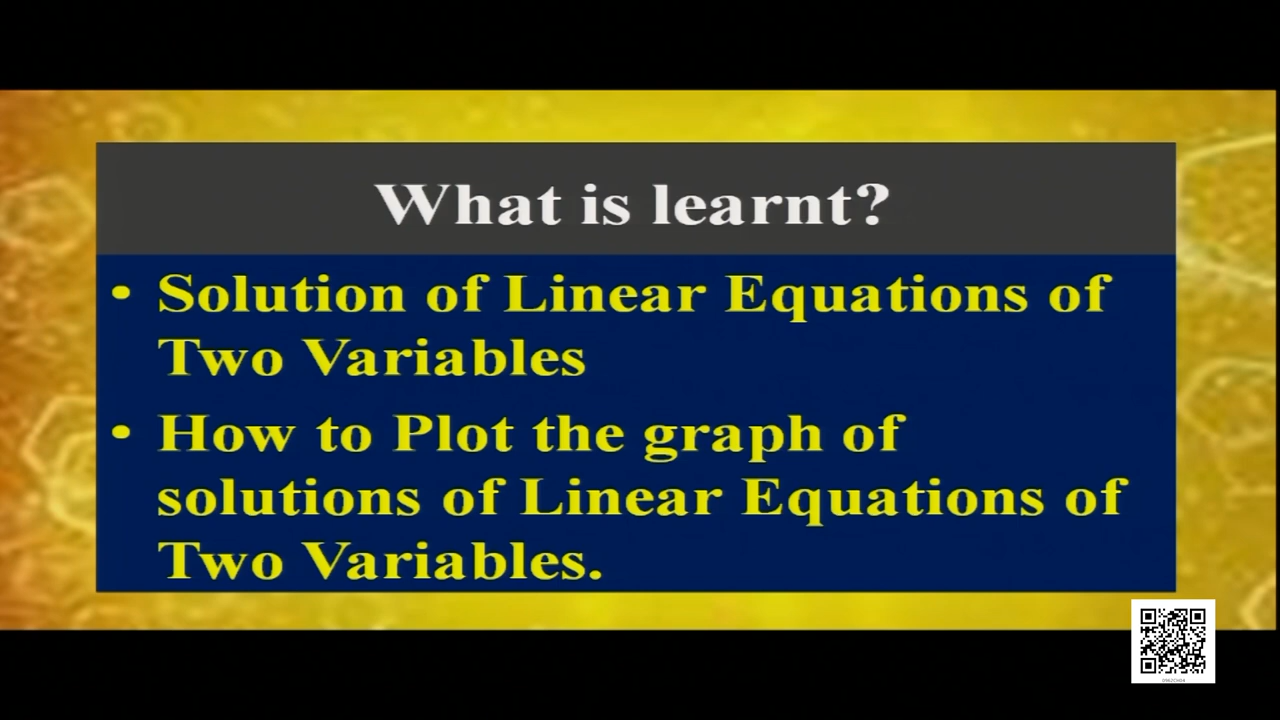 What is learnt?
• Solution of Linear Equations of
Two Variables
• How to Plot the graph of
solutions of Linear Equations of
Two Variables.